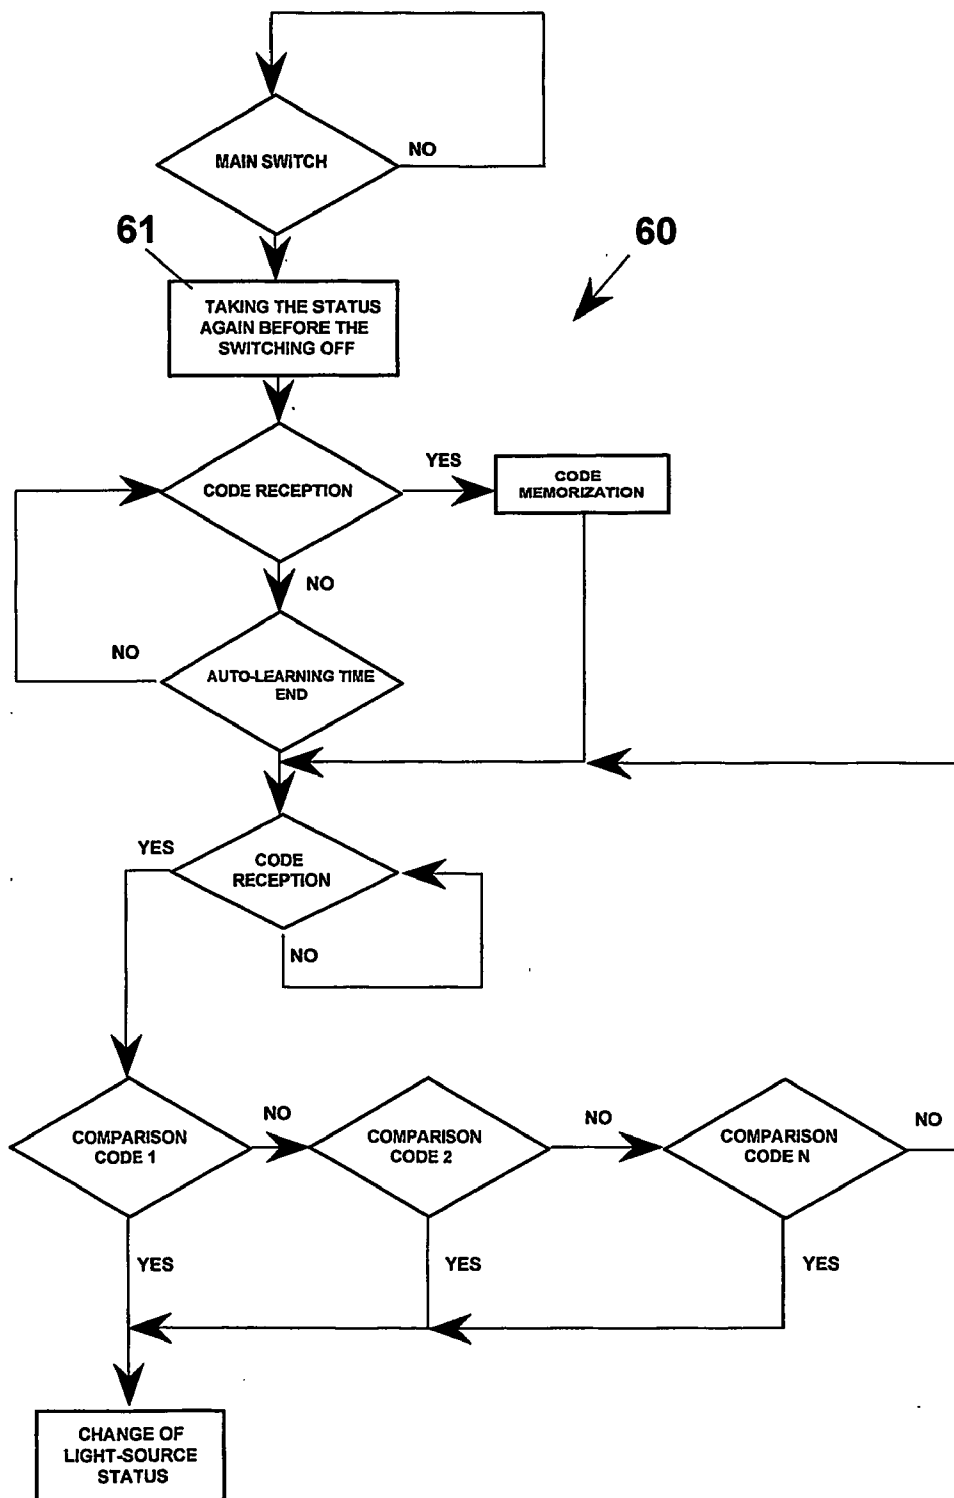 MAIN SWITCH
NO
61
60
TAKING THE STATUS
AGAIN BEFORE THE
SWITCHING OFF
CODE RECEPTION
YES
CODE
MEMORIZATION
NO
NO
AUTO-LEARNING TIME
END
YES
CODE
RECEPTION
NO
COMPARISON
CODE 1
NO
COMPARISON
CODE 2
NO
COMPARISON
CODE N
NO
YES
YES
YES
CHANGE OF
LIGHT-SOURCE
STATUS